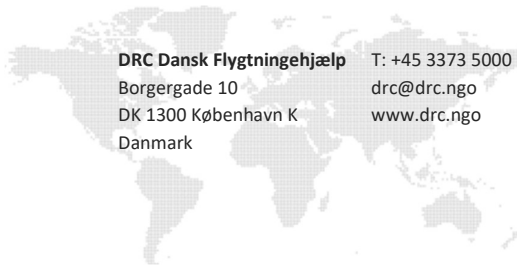 DRC Dansk Flygtningehjælp T: +45 3373 5000
Borgergade 10 drc@drc.ngo
DK 1300 København K www.drc.ngo
Danmark